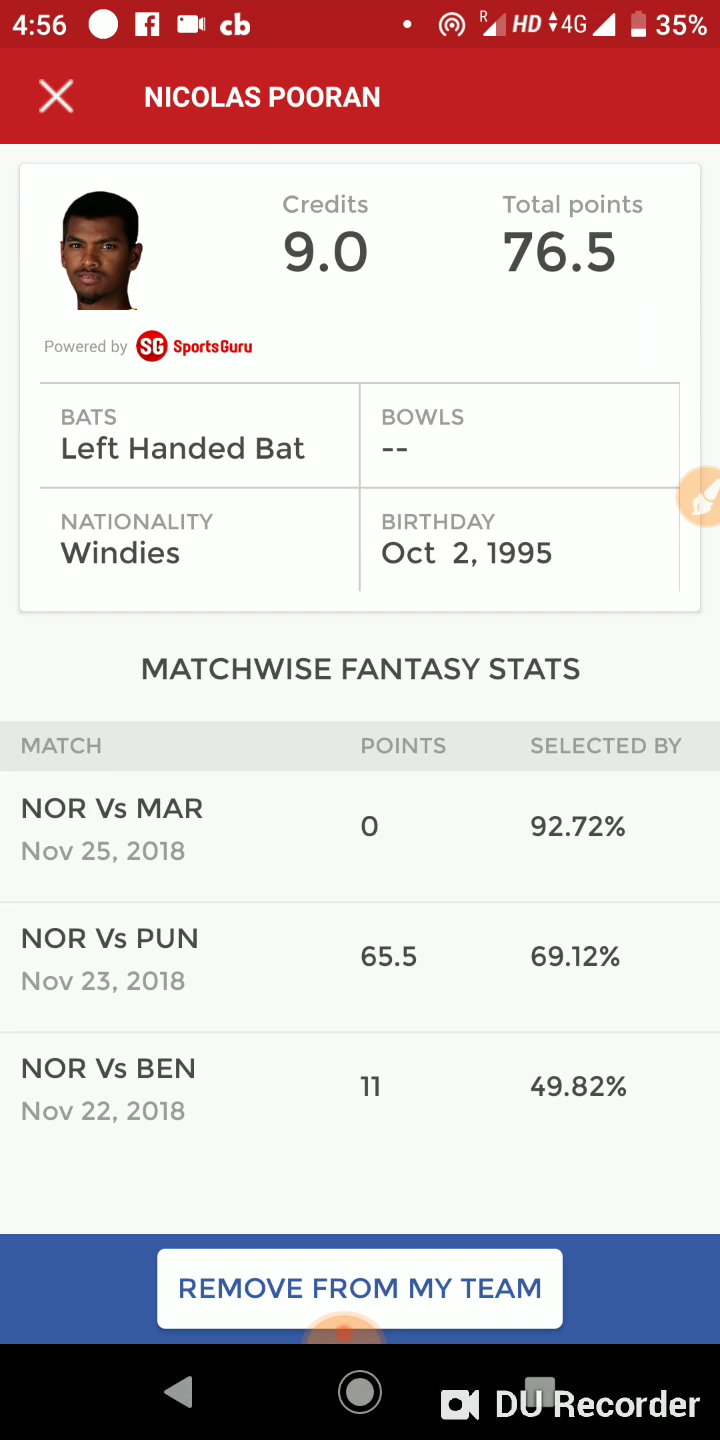 4:56 cb R HD 4G 35%
NICOLAS POORAN
Credits Total points
9.0 76.5
Powered by SG SportsGuru
BATS BOWLS
Left Handed Bat --
NATIONALITY BIRTHDAY
Windies Oct 2, 1995
MATCHWISE FANTASY STATS
MATCH POINTS SELECTED BY
NOR Vs MAR 0 92.72%
Nov 25, 2018
NOR Vs PUN 65.5 69.12%
Nov 23, 2018
NOR Vs BEN 11 49.82%
Nov 22, 2018
REMOVE FROM MY TEAM
DU Recorder